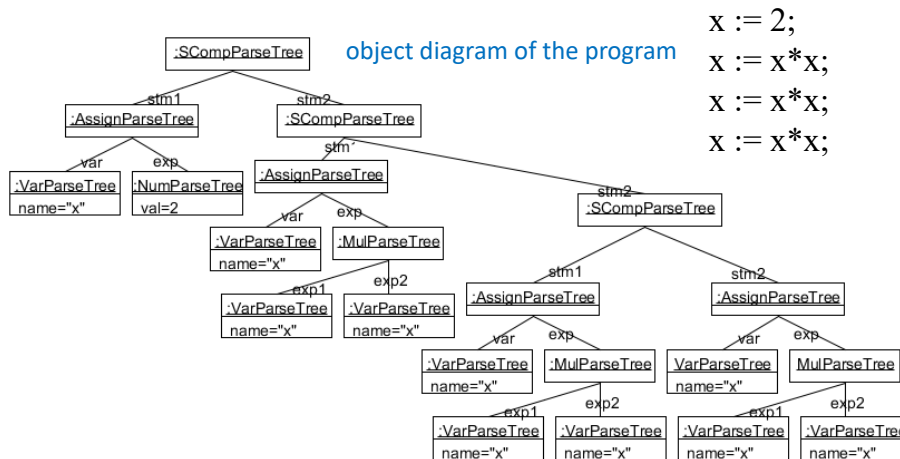 x := 2;
object diagram of the program
x := x*x;
x := x*x;
x := x*x;
:SCompParseTree
stm1 stm2
:AssignParseTree :SCompParseTree
var exp stm´
:VarParseTree :NumParseTree :AssignParseTree
name="x" val=2
stm2
:SCompParseTree
var exp
:VarParseTree :MulParseTree
name="x"
stm1 stm2
exp1 exp2
:AssignParseTree :AssignParseTree
:VarParseTree :VarParseTree
name="x" name="x"
var exp var exp
:VarParseTree :MulParseTree VarParseTree MulParseTree
name="x" name="x"
exp1 exp2 exp1 exp2
:VarParseTree :VarParseTree :VarParseTree :VarParseTree
name="x" name="x" name="x" name="x"